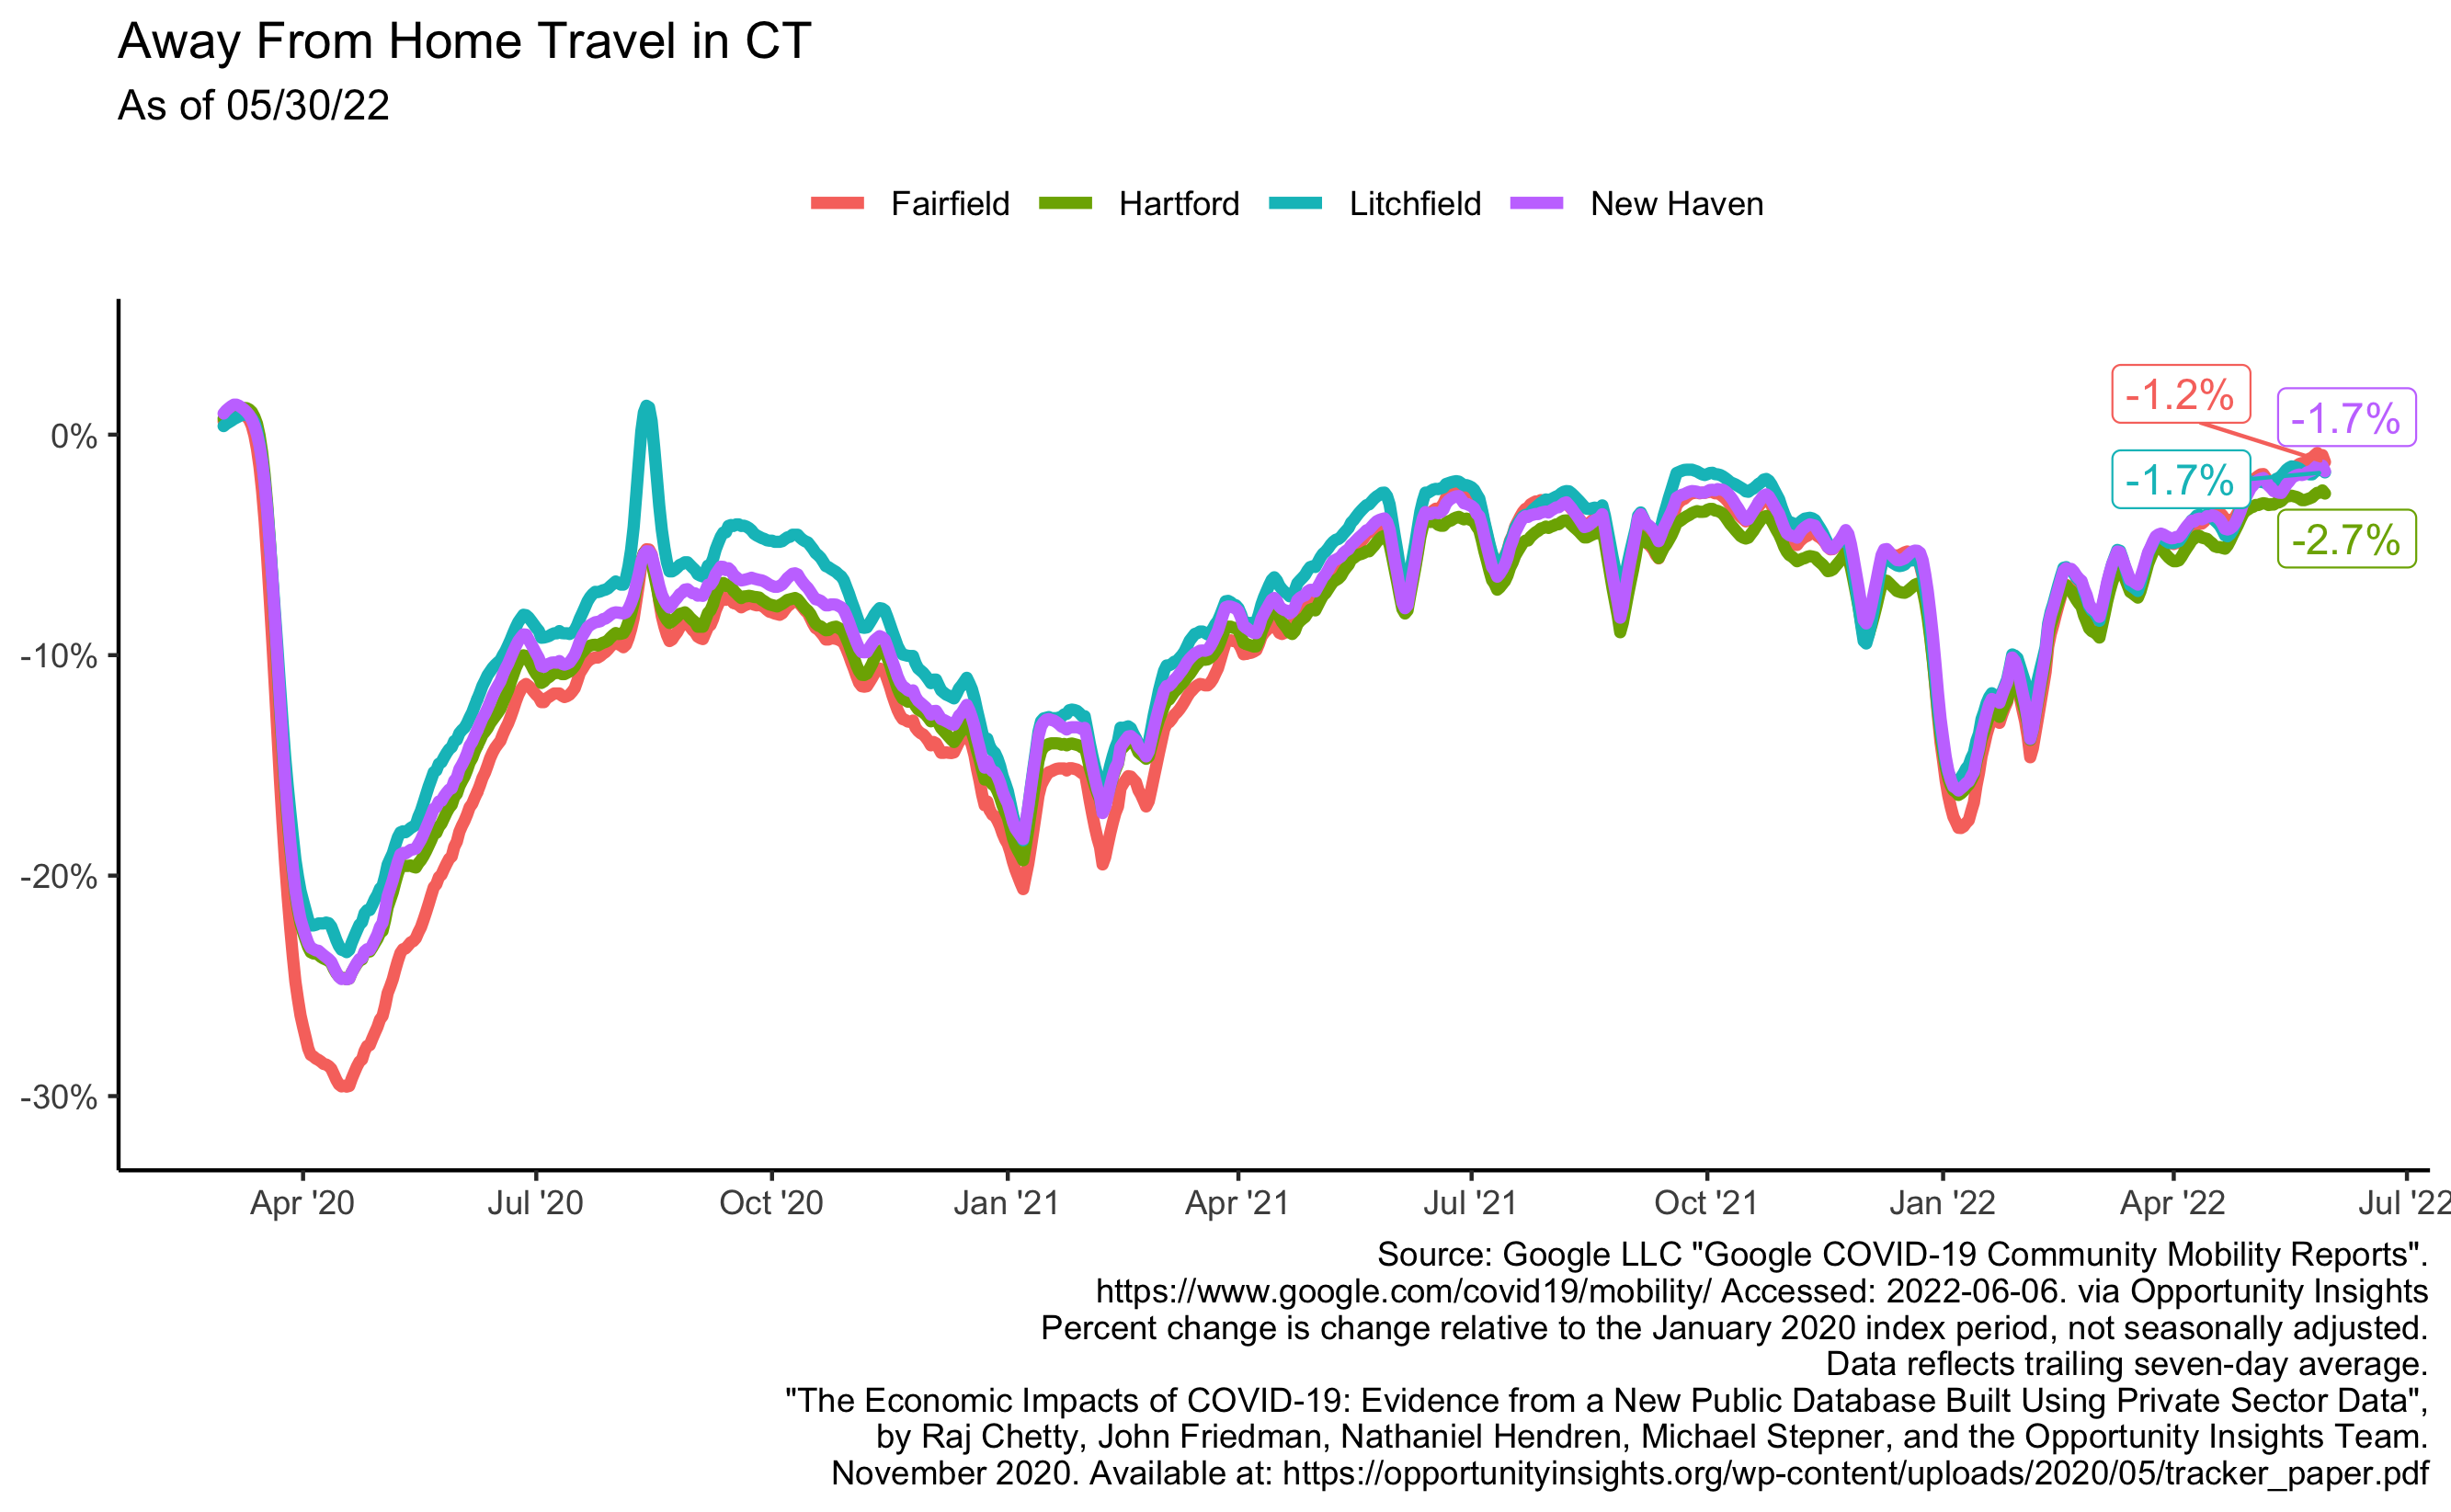 Away From Home Travel in CT
As of 05/30/22
Fairfield Hartford Litchfield New Haven
-1.2%
-1.7%
0%
-1.7%
-2.7%
-10%
-20%
-30%
Apr '20 Jul '20 Oct '20 Jan '21 Apr '21 Jul '21 Oct '21 Jan '22 Apr '22 Jul '22
Source: Google LLC "Google COVID-19 Community Mobility Reports".
https://www.google.com/covid19/mobility/ Accessed: 2022-06-06. via Opportunity Insights
Percent change is change relative to the January 2020 index period, not seasonally adjusted.
Data reflects trailing seven-day average.
"The Economic Impacts of COVID-19: Evidence from a New Public Database Built Using Private Sector Data",
by Raj Chetty, John Friedman, Nathaniel Hendren, Michael Stepner, and the Opportunity Insights Team.
November 2020. Available at: https://opportunityinsights.org/wp-content/uploads/2020/05/tracker_paper.pdf